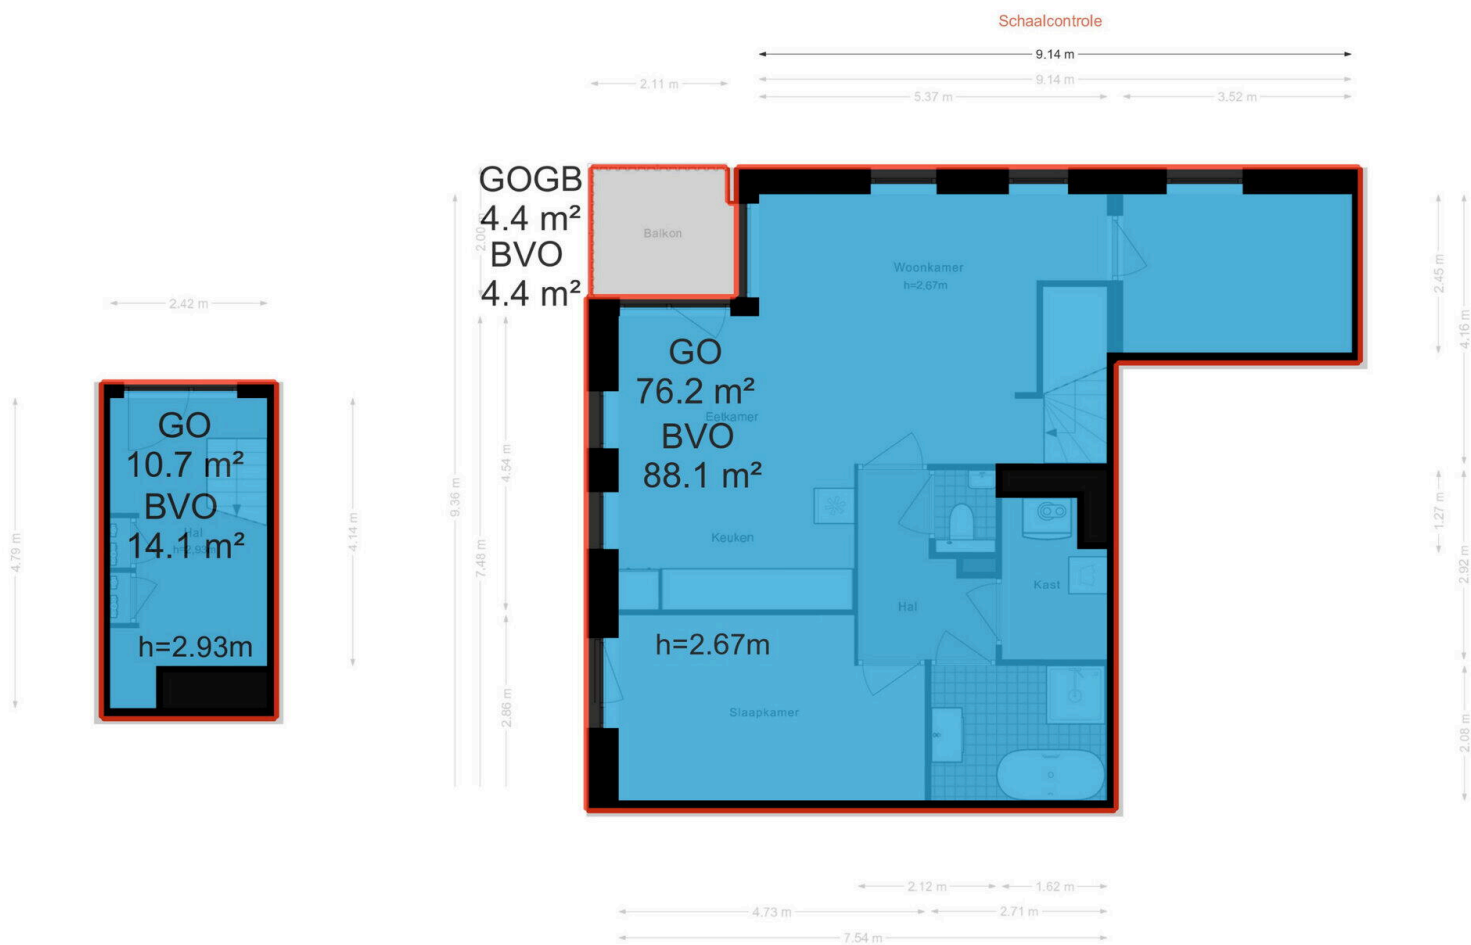 Schaalcontrole
9.14 m
9.14 m
2.11 m
5.37 m
3.52 m
GOGB
4.4 m²
BVO
4.4 m²
2.00
Balkon
Woonkamer
h=2.67m
2.45 m
4.16 m
2.42 m
GO
76.2 m²
Eetkamer
BVO
88.1 m²
GO
10.7 m²
BVO
14.1 m²
Hal
h=2.93m
h=2.93m
4.79 m
4.14 m
9.36 m
7.48 m
4.54 m
2.86 m
Keuken
Hal
Kast
1.27 m
2.92 m
h=2.67m
Slaapkamer
2.08 m
2.12 m
1.62 m
4.73 m
2.71 m
7.54 m